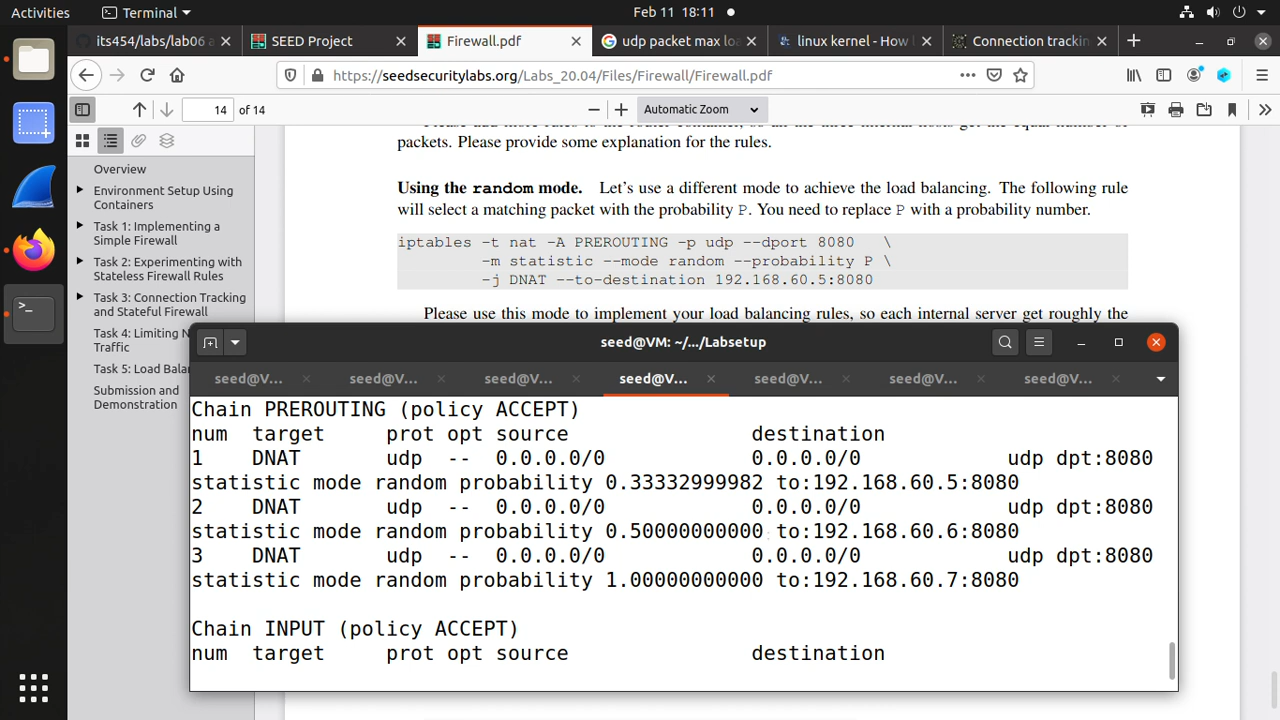 Activities
Terminal
Feb 11 18:11
its454/labs/lab06 a
SEED Project
Firewall.pdf
udp packet max lo
linux kernel - How
Connection trackin
https://seedsecuritylabs.org/Labs_20.04/Files/Firewall/Firewall.pdf
14
of 14
Automatic Zoom
packets. Please provide some explanation for the rules.
Using the random mode. Let's use a different mode to achieve the load balancing. The following rule
will select a matching packet with the probability P. You need to replace P with a probability number.
iptables -t nat -A PREROUTING -p udp --dport 8080 \
-m statistic --mode random --probability P \
-j DNAT --to-destination 192.168.60.5:8080
Please use this mode to implement your load balancing rules, so each internal server get roughly the
Overview
Environment Setup Using
Containers
Task 1: Implementing a
Simple Firewall
Task 2: Experimenting with
Stateless Firewall Rules
Task 3: Connection Tracking
and Stateful Firewall
Task 4: Limiting N
Traffic
Task 5: Load Bala
Submission and
Demonstration
seed@VM: ~/.../Labsetup
seed@V...
seed@V...
seed@V...
seed@V...
seed@V...
seed@V...
seed@V...
Chain PREROUTING (policy ACCEPT)
num target prot opt source destination
1 DNAT udp -- 0.0.0.0/0 0.0.0.0/0 udp dpt:8080
statistic mode random probability 0.33332999982 to:192.168.60.5:8080
2 DNAT udp -- 0.0.0.0/0 0.0.0.0/0 udp dpt:8080
statistic mode random probability 0.50000000000 to:192.168.60.6:8080
3 DNAT udp -- 0.0.0.0/0 0.0.0.0/0 udp dpt:8080
statistic mode random probability 1.00000000000 to:192.168.60.7:8080
Chain INPUT (policy ACCEPT)
num target prot opt source destination